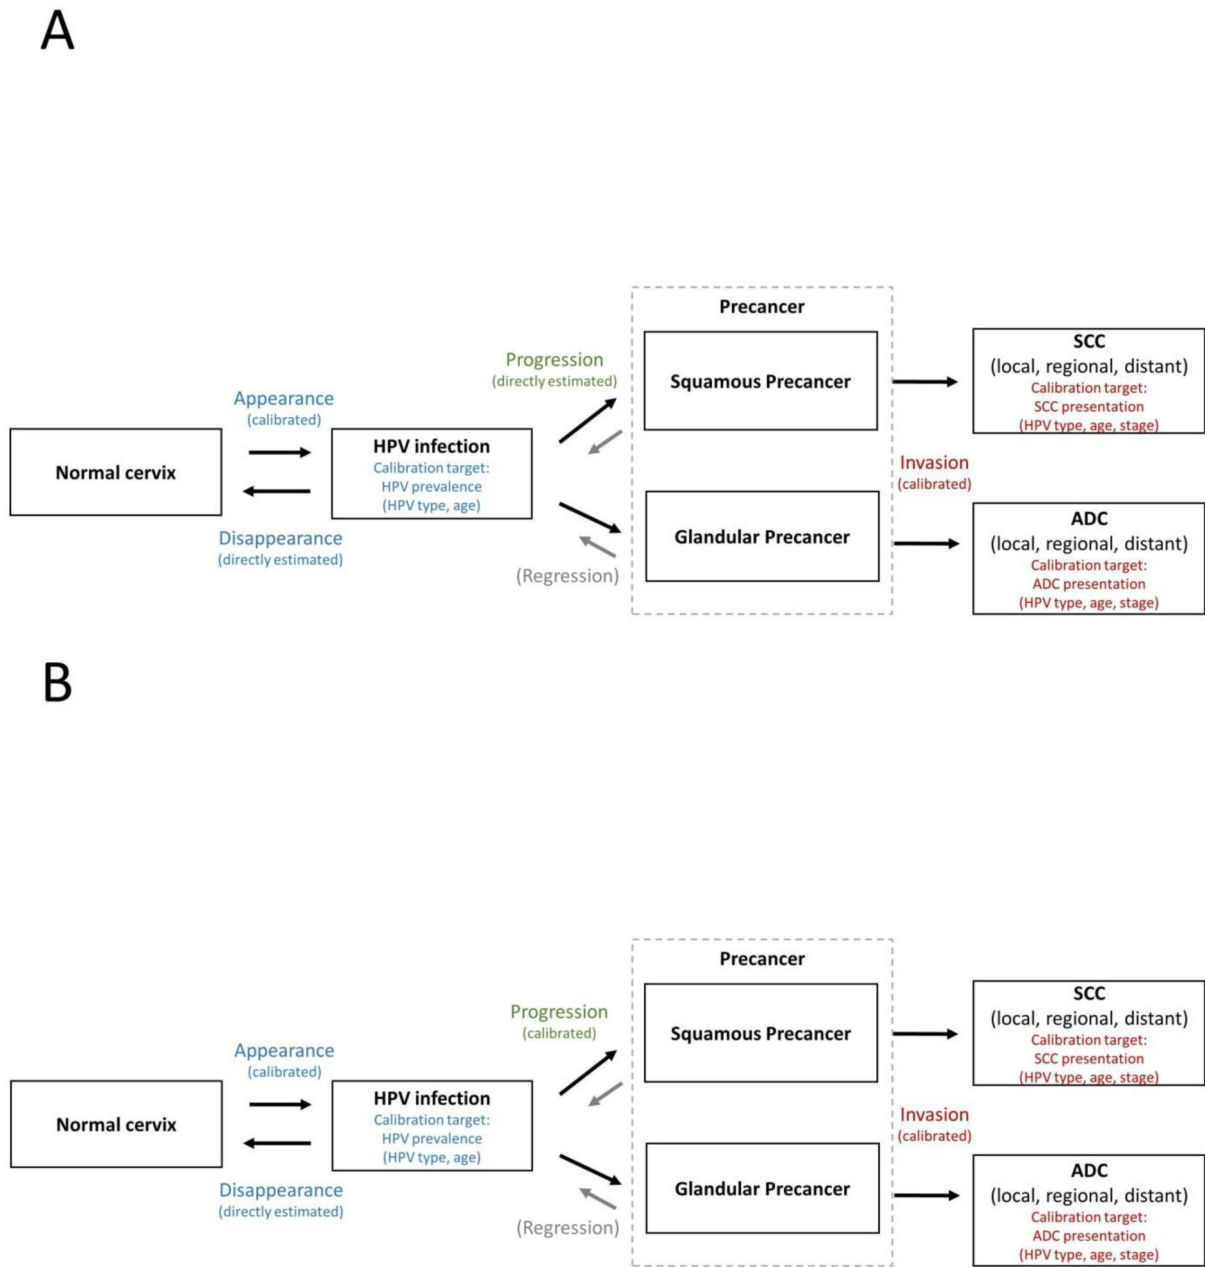 A
Precancer
Squamous Precancer
Glandular Precancer
Normal cervix
Appearance
(calibrated)
Disappearance
(directly estimated)
HPV infection
Calibration target:
HPV prevalence
(HPV type, age)
Progression
(directly estimated)
(Regression)
Invasion
(calibrated)
SCC
(local, regional, distant)
Calibration target:
SCC presentation
(HPV type, age, stage)
ADC
(local, regional, distant)
Calibration target:
ADC presentation
(HPV type, age, stage)
B
Precancer
Squamous Precancer
Glandular Precancer
Normal cervix
Appearance
(calibrated)
Disappearance
(directly estimated)
HPV infection
Calibration target:
HPV prevalence
(HPV type, age)
Progression
(calibrated)
(Regression)
Invasion
(calibrated)
SCC
(local, regional, distant)
Calibration target:
SCC presentation
(HPV type, age, stage)
ADC
(local, regional, distant)
Calibration target:
ADC presentation
(HPV type, age, stage)